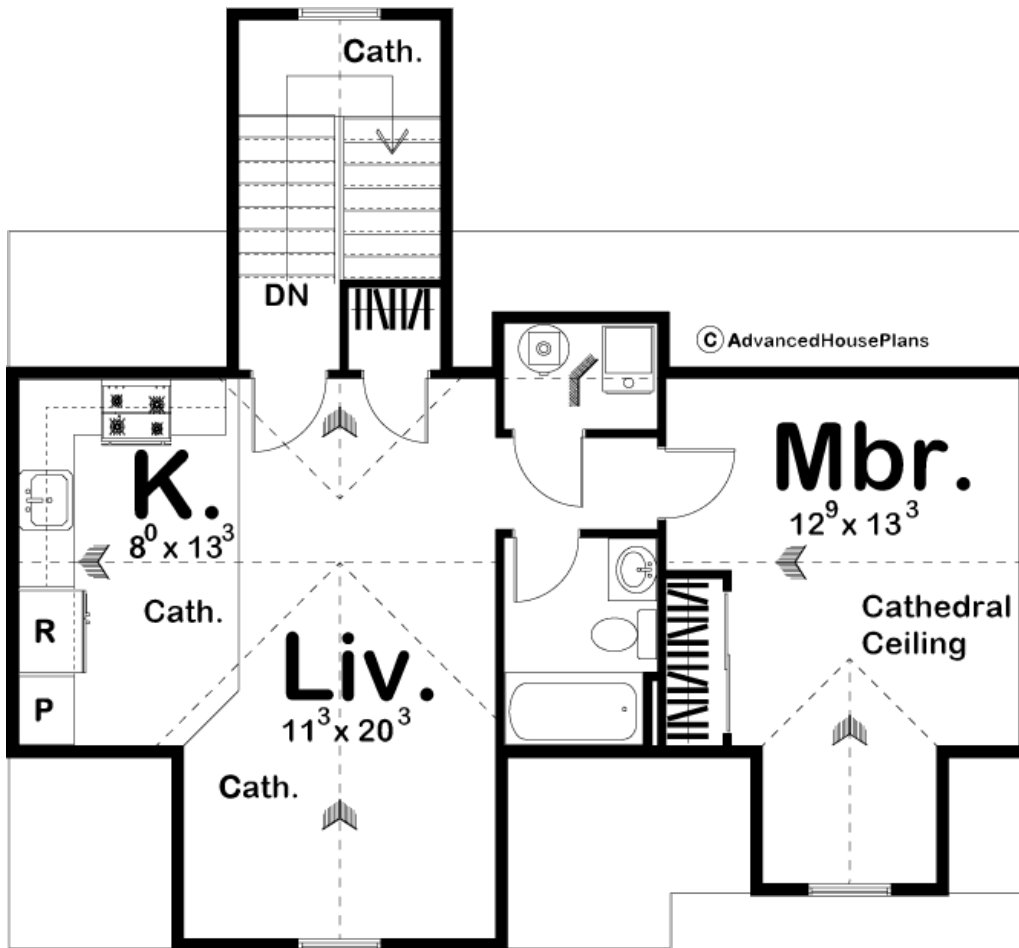 Cath.
DN
C AdvancedHousePlans
K.
8⁰ x 13³
Mbr.
12⁹ x 13³
Cath.
R
P
Liv.
11³ x 20³
Cathedral
Ceiling
Cath.